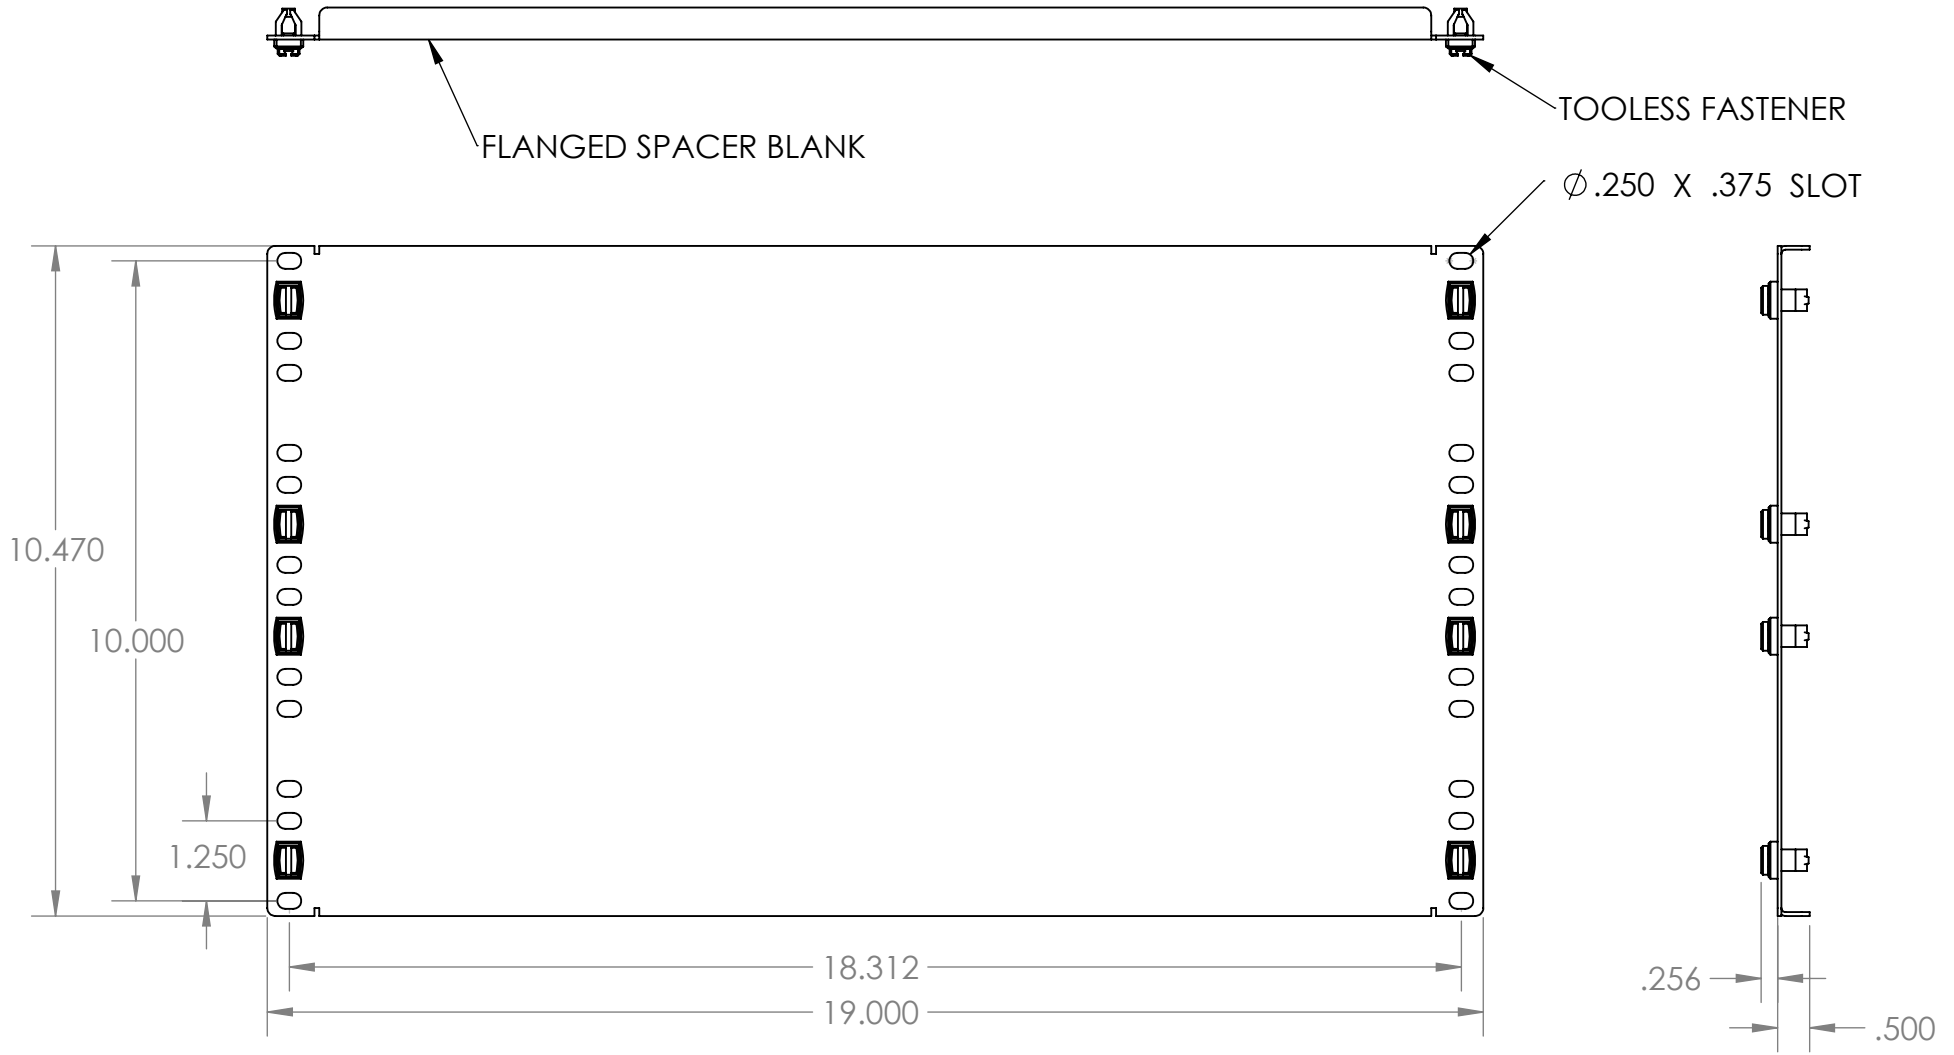 TOOLESS FASTENER
FLANGED SPACER BLANK
Ø.250 X .375 SLOT
10.470
10.000
1.250
18.312
.256
19.000
.500